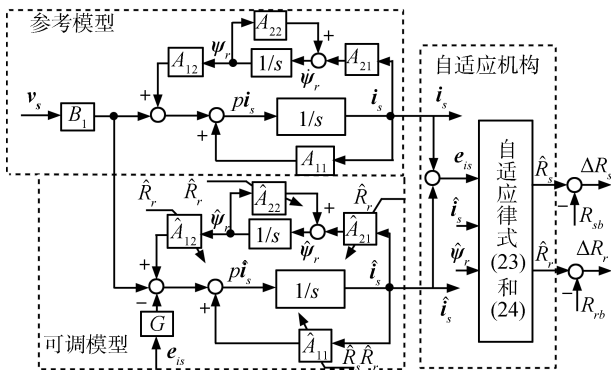 参考模型
A₂₂
+
A₁₂
ψᵣ
1/s
ψ̇ᵣ
A₂₁
+
vₛ
B₁
+
piₛ
1/s
iₛ
A₁₁
自适应机构
iₛ
eᵢₛ
îₛ
ψ̂ᵣ
自适应律式(23)和(24)
R̂ₛ
ΔRₛ
−
Rₛb
R̂ᵣ
ΔRᵣ
−
Rᵣb
R̂ᵣ
R̂ᵣ
Â₂₂
+
R̂ᵣ
Â₁₂
ψ̂ᵣ
1/s
ψ̂̇ᵣ
Â₂₁
+
−
G
+
pîₛ
1/s
îₛ
îₛ
Â₁₁
R̂ₛ R̂ᵣ
可调模型
eᵢₛ